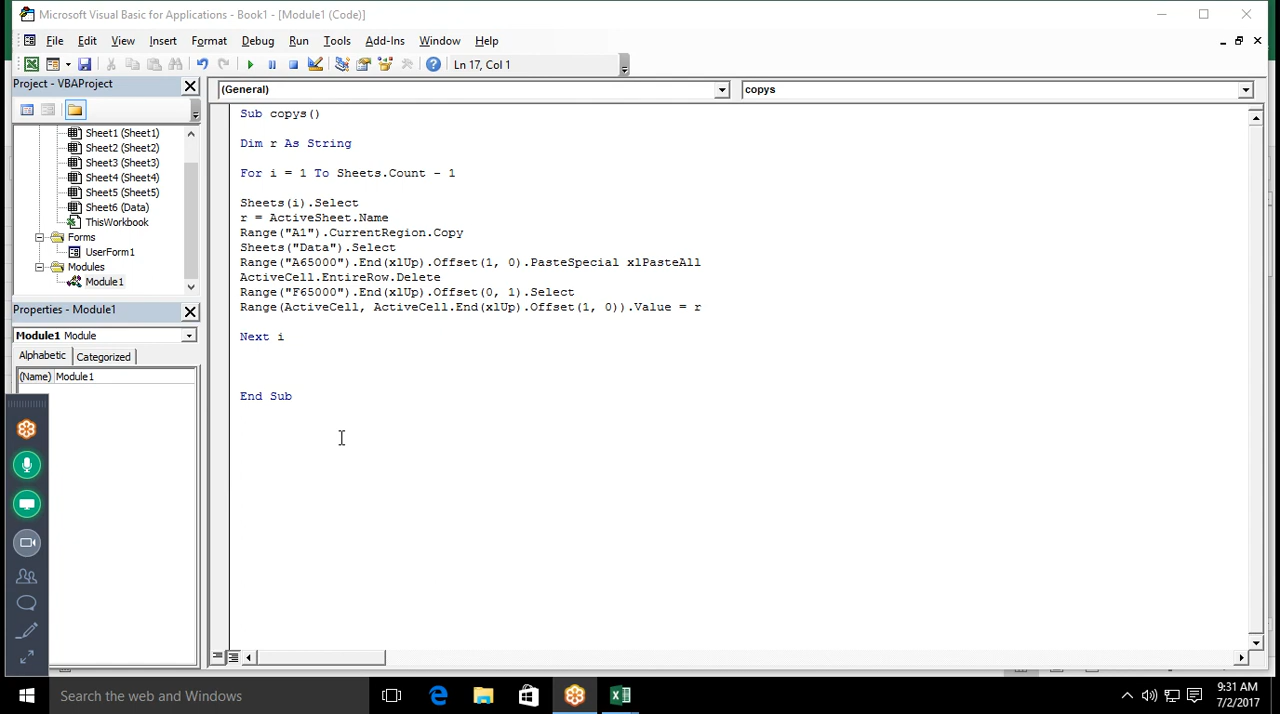 Microsoft Visual Basic for Applications - Book1 - [Module1 (Code)]
File Edit View Insert Format Debug Run Tools Add-Ins Window Help
Ln 17, Col 1
Project - VBAProject
(General)
copys
Sheet1 (Sheet1)
Sheet2 (Sheet2)
Sheet3 (Sheet3)
Sheet4 (Sheet4)
Sheet5 (Sheet5)
Sheet6 (Data)
ThisWorkbook
Forms
UserForm1
Modules
Module1
Properties - Module1
Module1 Module
Alphabetic Categorized
(Name) Module1
Sub copys()
Dim r As String
For i = 1 To Sheets.Count - 1
Sheets(i).Select
r = ActiveSheet.Name
Range("A1").CurrentRegion.Copy
Sheets("Data").Select
Range("A65000").End(xlUp).Offset(1, 0).PasteSpecial xlPasteAll
ActiveCell.EntireRow.Delete
Range("F65000").End(xlUp).Offset(0, 1).Select
Range(ActiveCell, ActiveCell.End(xlUp).Offset(1, 0)).Value = r
Next i
End Sub
Search the web and Windows
9:31 AM
7/2/2017